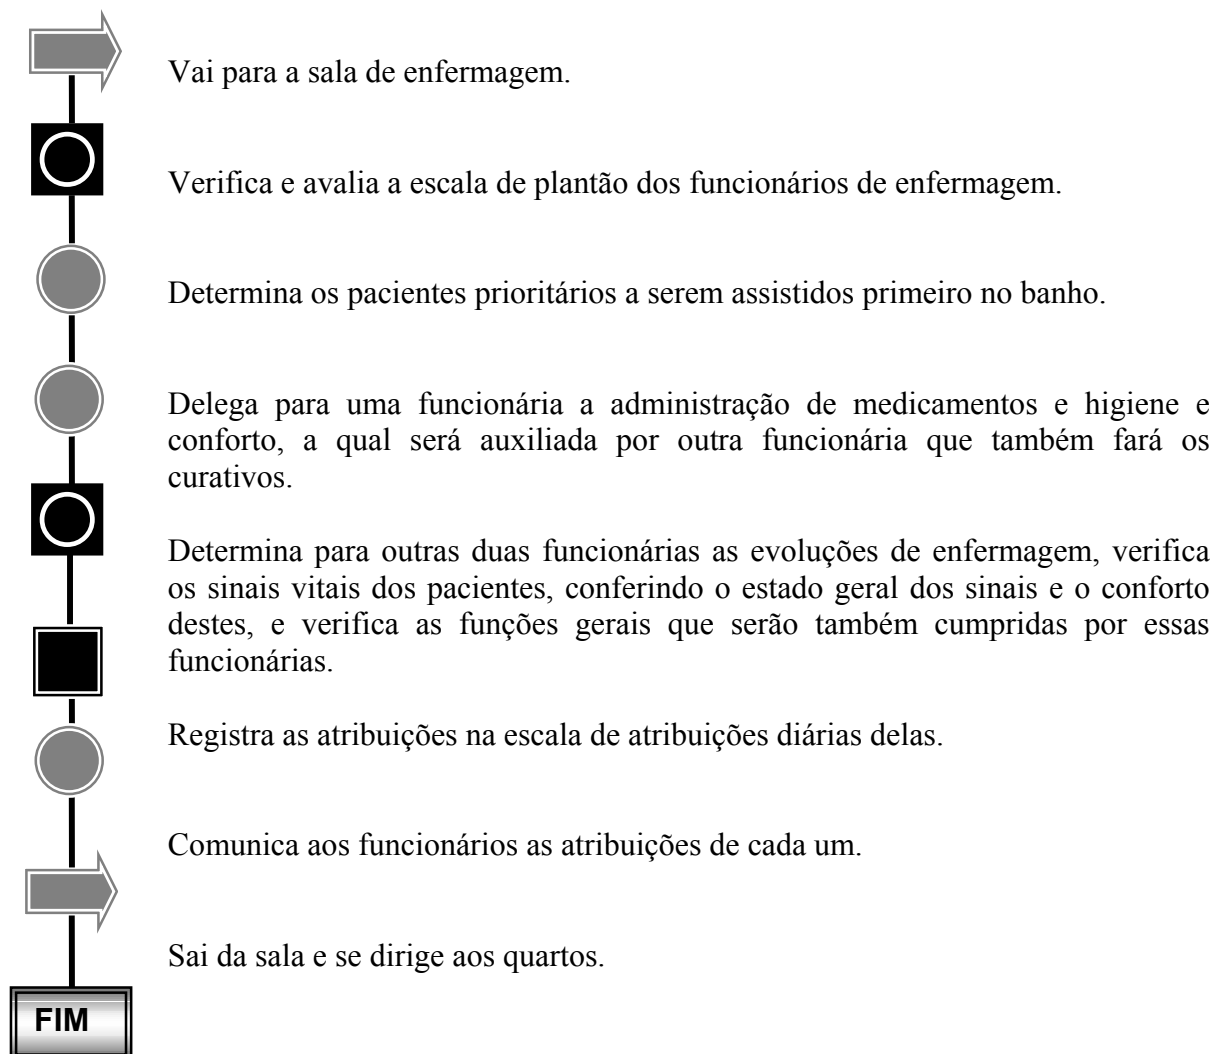 Vai para a sala de enfermagem.
Verifica e avalia a escala de plantão dos funcionários de enfermagem.
Determina os pacientes prioritários a serem assistidos primeiro no banho.
Delega para uma funcionária a administração de medicamentos e higiene e
conforto, a qual será auxiliada por outra funcionária que também fará os
curativos.
Determina para outras duas funcionárias as evoluções de enfermagem, verifica
os sinais vitais dos pacientes, conferindo o estado geral dos sinais e o conforto
destes, e verifica as funções gerais que serão também cumpridas por essas
funcionárias.
Registra as atribuições na escala de atribuições diárias delas.
Comunica aos funcionários as atribuições de cada um.
Sai da sala e se dirige aos quartos.
FIM